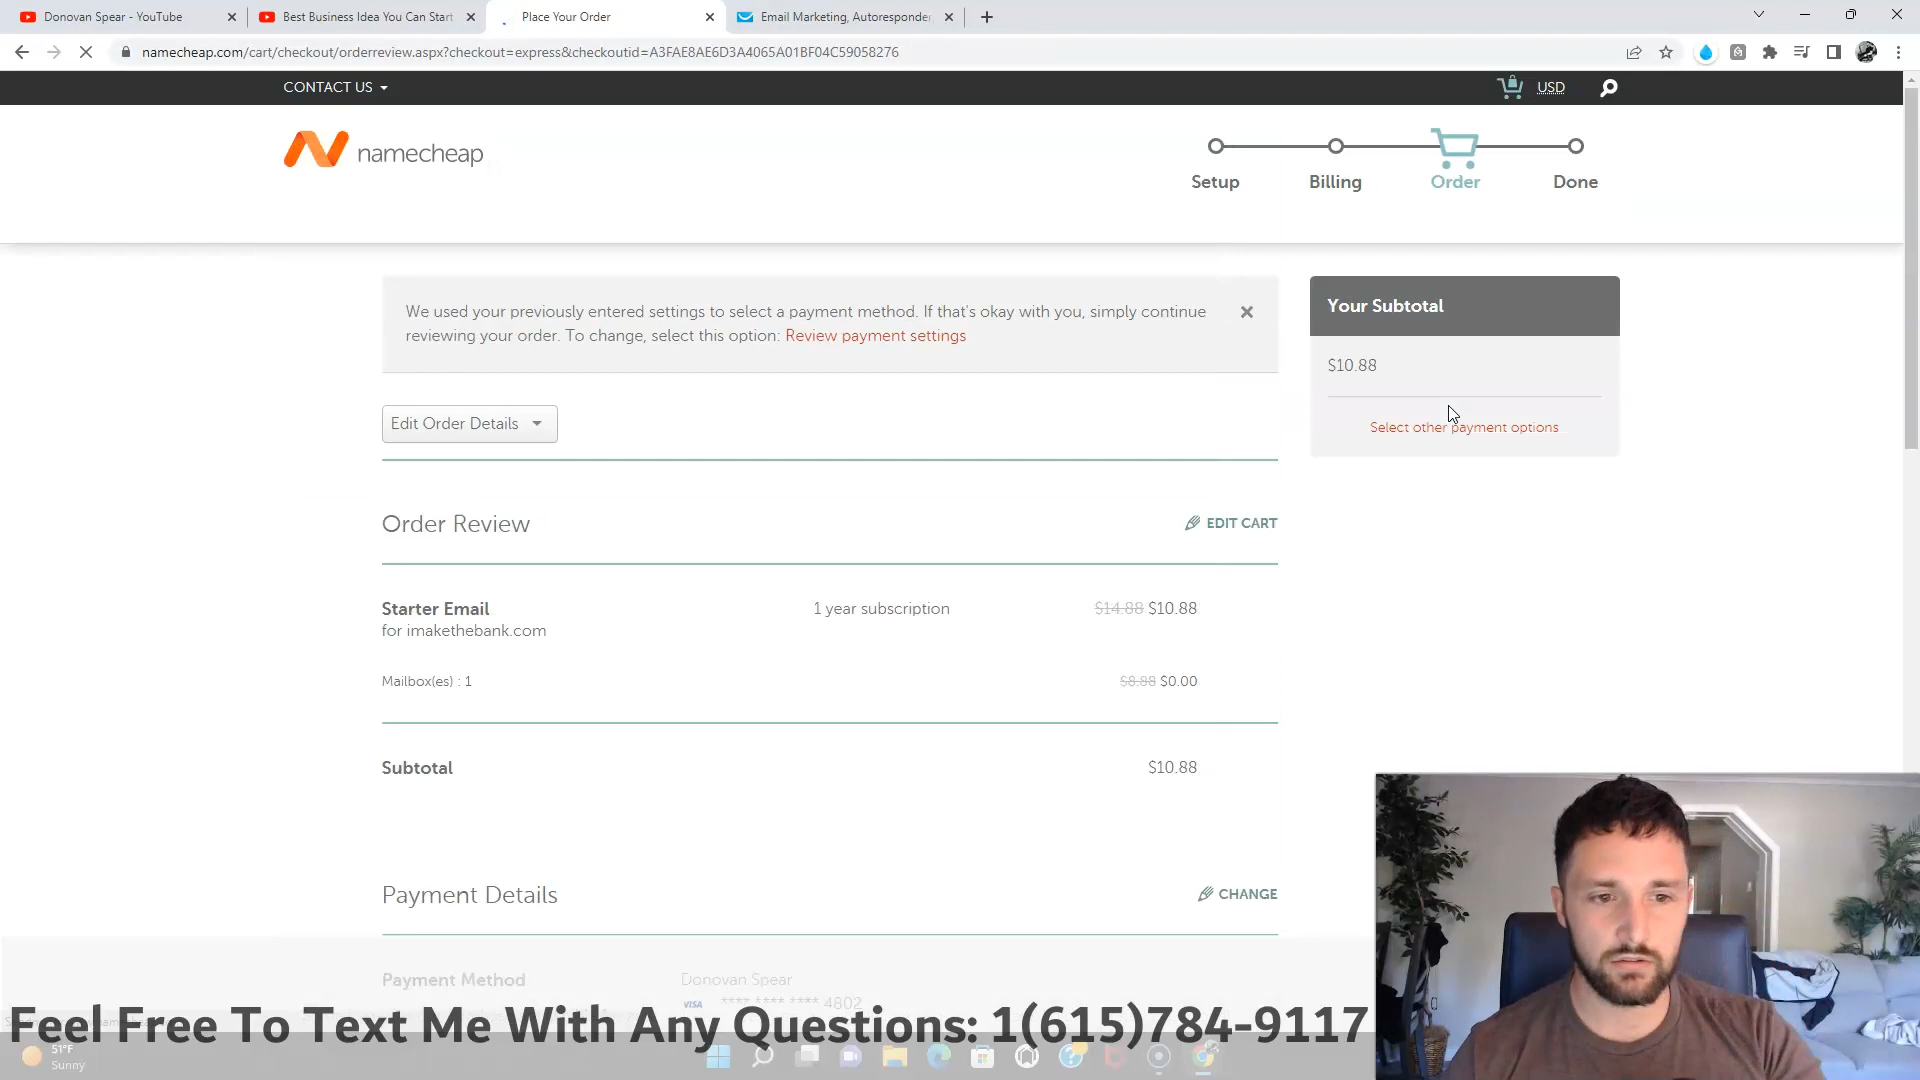 Donovan Spear - YouTube
Best Business Idea You Can Start
Place Your Order
Email Marketing, Autoresponder
namecheap.com/cart/checkout/orderreview.aspx?checkout=express&checkoutid=A3FAE8AE6D3A4065A01BF04C59058276
CONTACT US
USD
namecheap
Setup
Billing
Order
Done
We used your previously entered settings to select a payment method. If that's okay with you, simply continue
reviewing your order. To change, select this option: Review payment settings
Your Subtotal
$10.88
Select other payment options
Edit Order Details
Order Review
EDIT CART
Starter Email
for imakethebank.com
1 year subscription
$14.88 $10.88
Mailbox(es) : 1
$8.88 $0.00
Subtotal
$10.88
Payment Details
CHANGE
Payment Method
Donovan Spear
VISA **** **** **** 4802
Feel Free To Text Me With Any Questions: 1(615)784-9117
51°F
Sunny